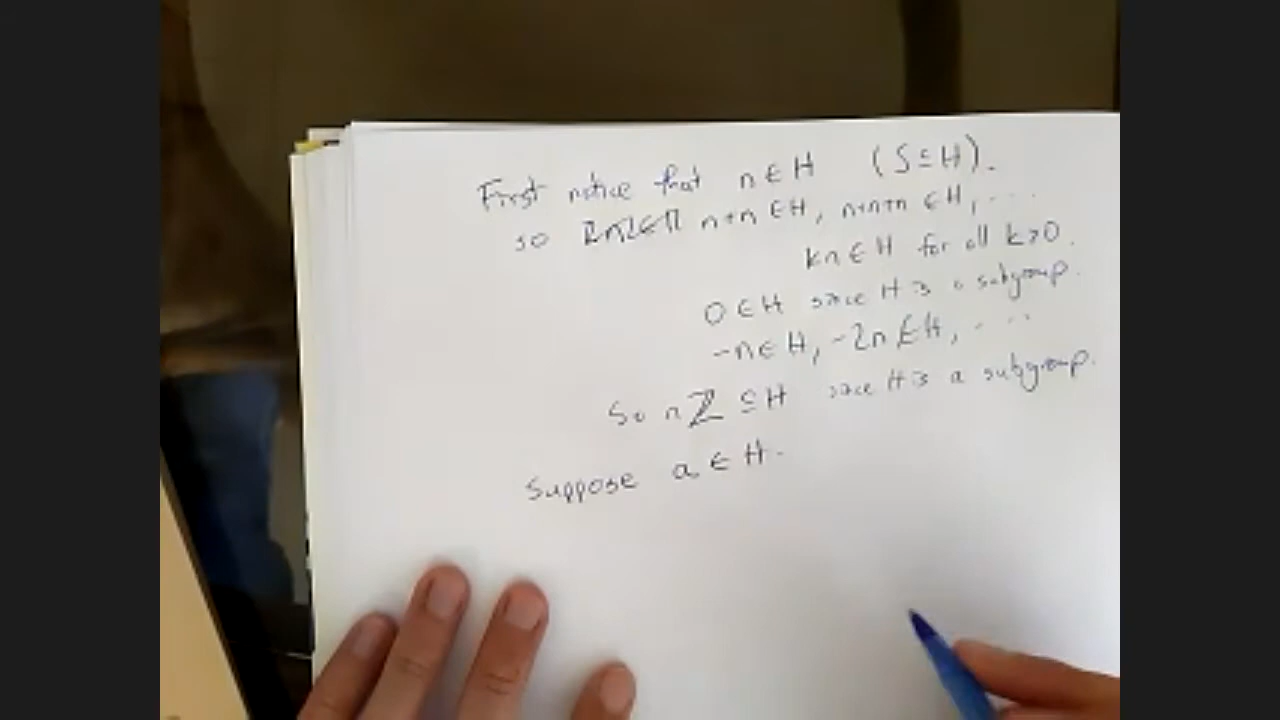 First notice that n ∈ H (S ⊆ H).
so n+n ∈ H, n+n+n ∈ H, ...
kn ∈ H for all k>0.
0 ∈ H since H is a subgroup.
-n ∈ H, -2n ∈ H, ...
So nℤ ⊆ H since H is a subgroup.
Suppose a ∈ H.